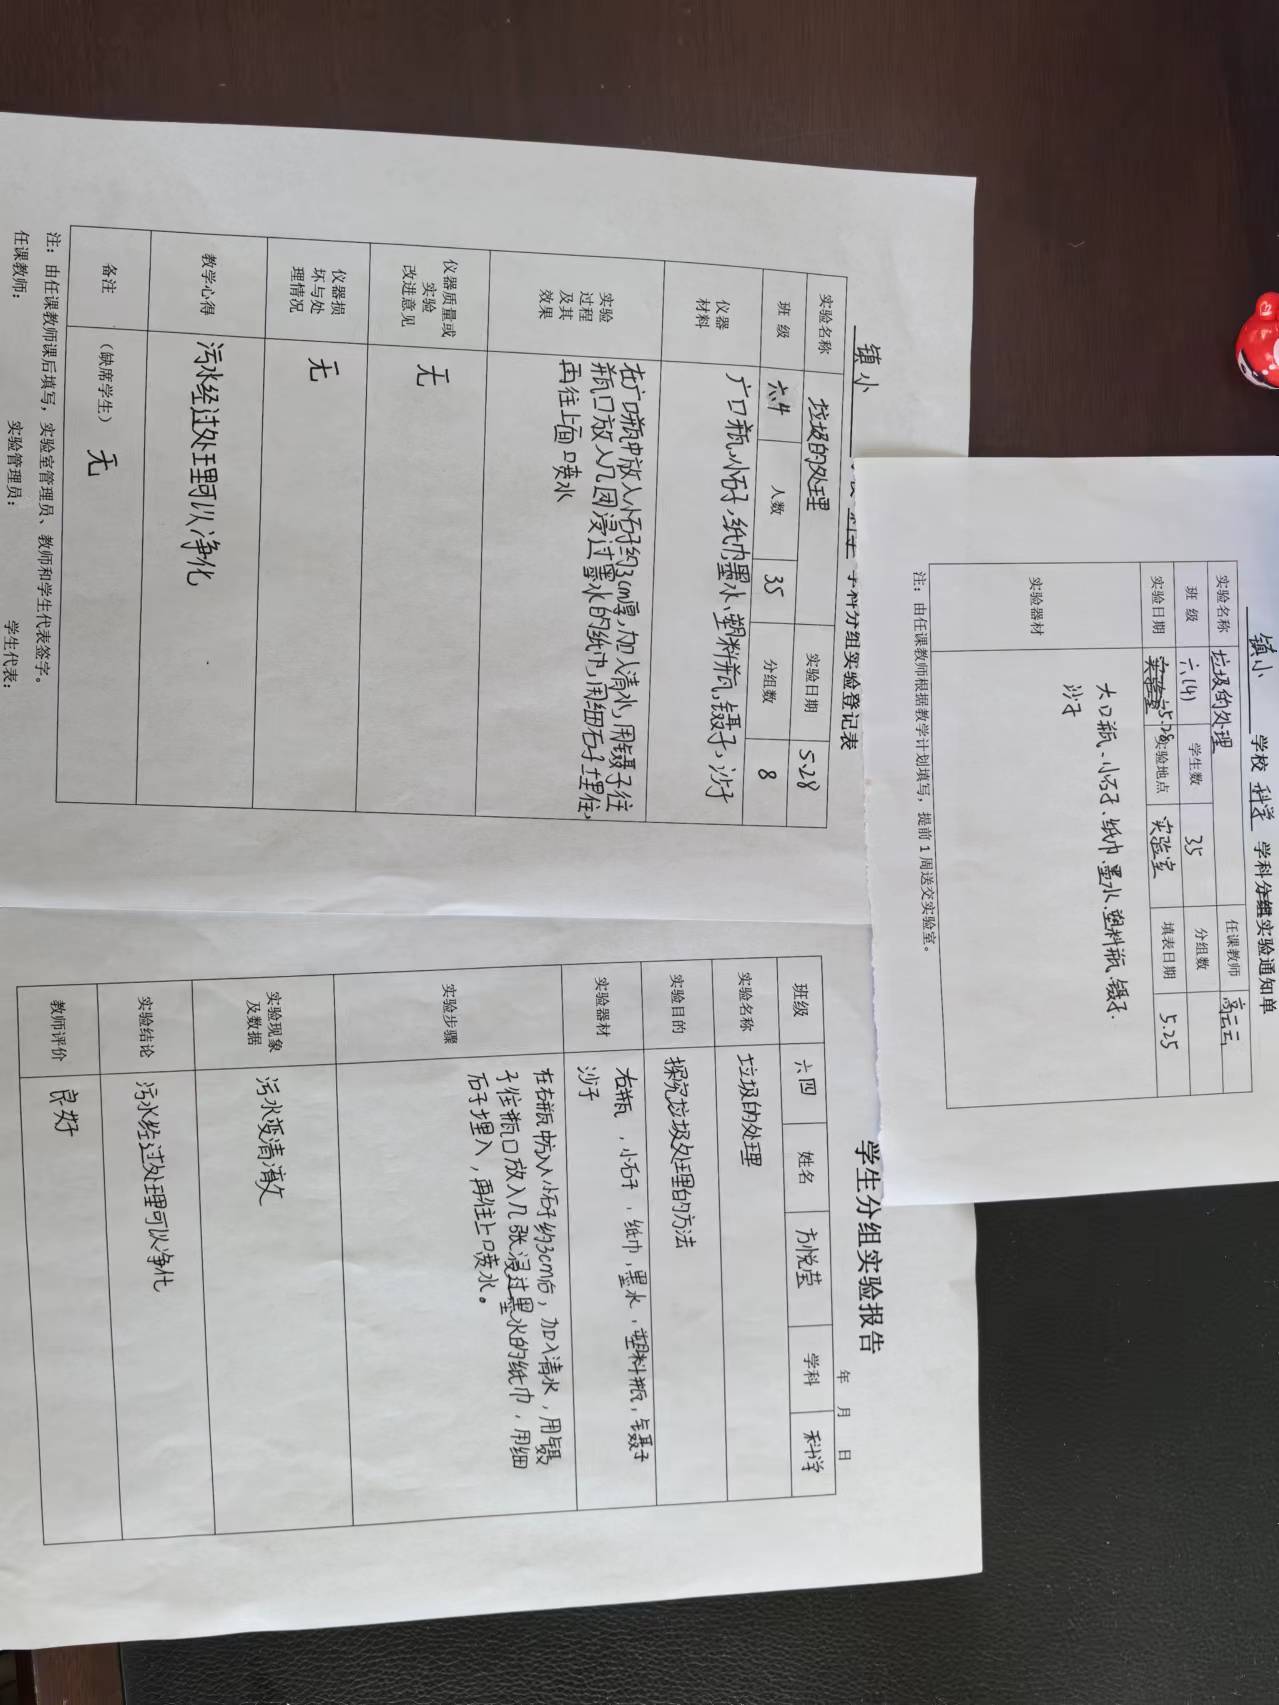 镇小 学校 科学 学科分组实验通知单
实验名称 垃圾的处理 任课教师 高云云
班 级 六(4) 学生数 35 分组数
实验日期 5.28 实验地点 实验室 填表日期 5.25
实验器材 大口瓶、小石子、纸巾、墨水、塑料瓶、镊子、
沙子
注：由任课教师根据教学计划填写，提前1周送交实验室。
镇小 学科分组实验登记表
实验名称 垃圾的处理 实验日期 5.28
班 级 六.4 人数 35 分组数 8
仪器材料 广口瓶，小石子，纸巾，墨水，塑料瓶，镊子，沙子
实验过程及其效果 在广口瓶中放入小石子约3cm厚，加入清水，用镊子往
瓶口放入几团浸过墨水的纸巾，用细石子埋住，
再往上面喷水
仪器质量或实验改进意见 无
仪器损坏与处理情况 无
教学心得 污水经过处理可以净化
备注 （缺席学生） 无
注：由任课教师课后填写，实验室管理员、教师和学生代表签字。
任课教师： 实验管理员： 学生代表：
学生分组实验报告
年 月 日
班级 六四 姓名 方悦莹 学科 科学
实验名称 垃圾的处理
实验目的 探究垃圾处理的方法
实验器材 右瓶，小石子，纸巾，墨水，塑料瓶，镊子
沙子
实验步骤 在右瓶中放入小石子约3cm后，加入清水，用镊
子往瓶口放入几张浸过墨水的纸巾，用细
石子埋入，再往上喷水。
实验现象及数据 污水变清澈
实验结论 污水经过处理可以净化
教师评价 良好